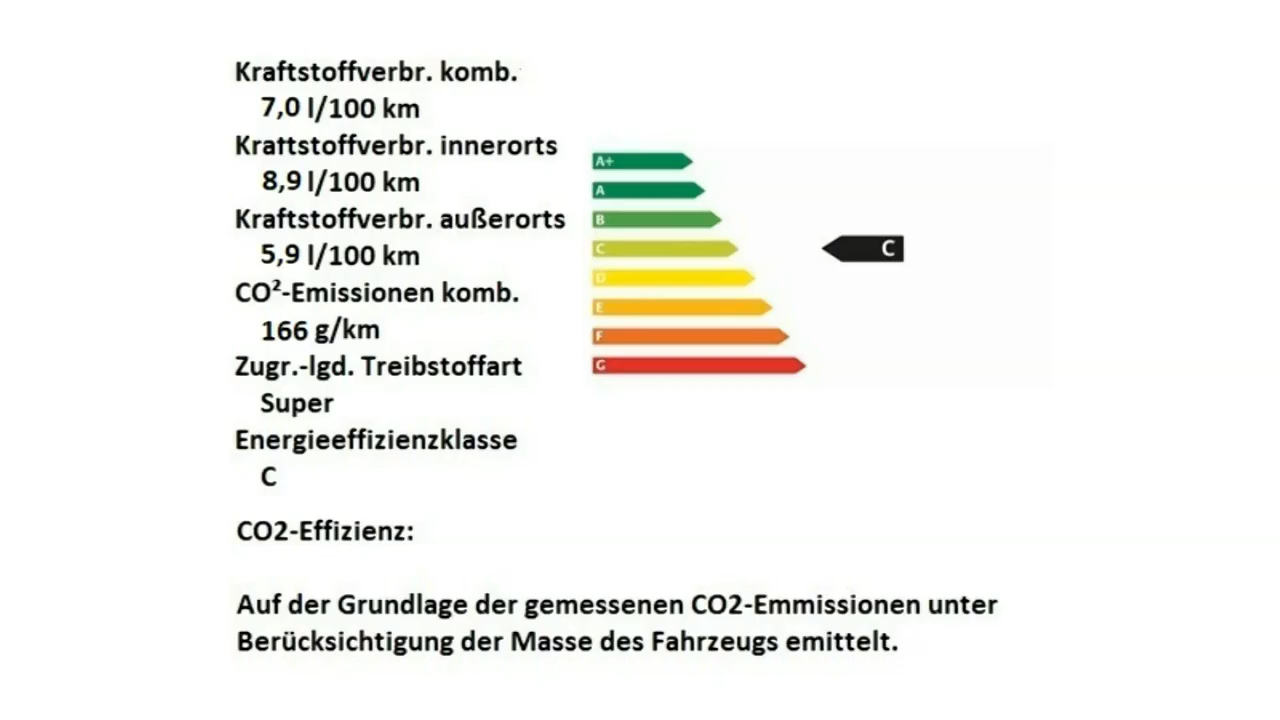 Kraftstoffverbr. komb.
7,0 l/100 km
Kraftstoffverbr. innerorts
8,9 l/100 km
Kraftstoffverbr. außerorts
5,9 l/100 km
CO²-Emissionen komb.
166 g/km
Zugr.-lgd. Treibstoffart
Super
Energieeffizienzklasse
C
A+
A
B
C
D
E
F
G
C
CO2-Effizienz:
Auf der Grundlage der gemessenen CO2-Emmissionen unter
Berücksichtigung der Masse des Fahrzeugs emittelt.